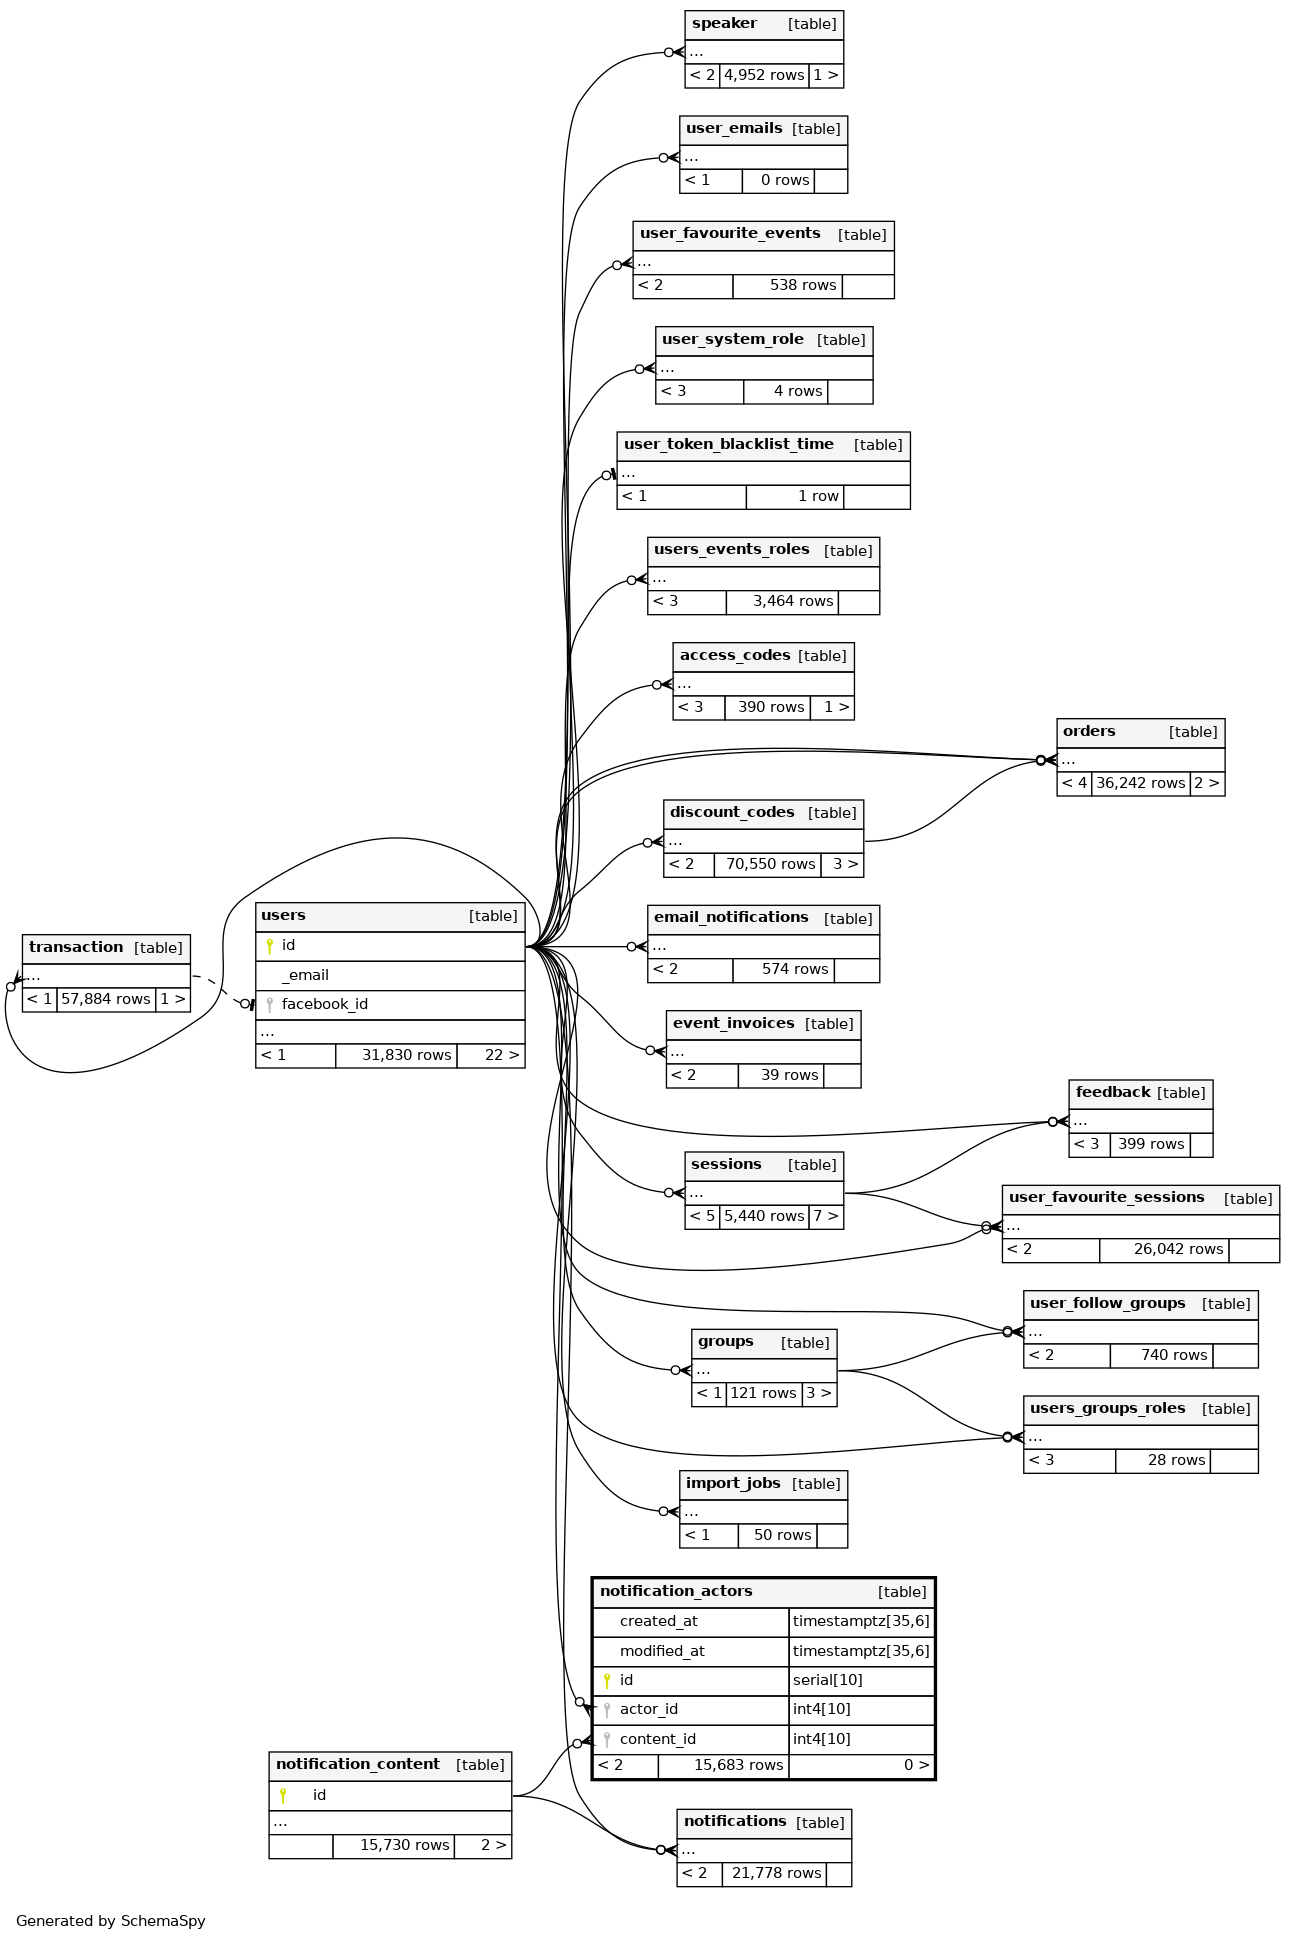 speaker [table]
...
< 2 4,952 rows 1 >
user_emails [table]
...
< 1 0 rows
user_favourite_events [table]
...
< 2 538 rows
user_system_role [table]
...
< 3 4 rows
user_token_blacklist_time [table]
...
< 1 1 row
users_events_roles [table]
...
< 3 3,464 rows
access_codes [table]
...
< 3 390 rows 1 >
orders [table]
...
< 4 36,242 rows 2 >
discount_codes [table]
...
< 2 70,550 rows 3 >
users [table]
id
_email
facebook_id
...
< 1 31,830 rows 22 >
transaction [table]
...
< 1 57,884 rows 1 >
email_notifications [table]
...
< 2 574 rows
event_invoices [table]
...
< 2 39 rows
feedback [table]
...
< 3 399 rows
sessions [table]
...
< 5 5,440 rows 7 >
user_favourite_sessions [table]
...
< 2 26,042 rows
user_follow_groups [table]
...
< 2 740 rows
groups [table]
...
< 1 121 rows 3 >
users_groups_roles [table]
...
< 3 28 rows
import_jobs [table]
...
< 1 50 rows
notification_actors [table]
created_at timestamptz[35,6]
modified_at timestamptz[35,6]
id serial[10]
actor_id int4[10]
content_id int4[10]
< 2 15,683 rows 0 >
notification_content [table]
id
...
15,730 rows 2 >
notifications [table]
...
< 2 21,778 rows
Generated by SchemaSpy